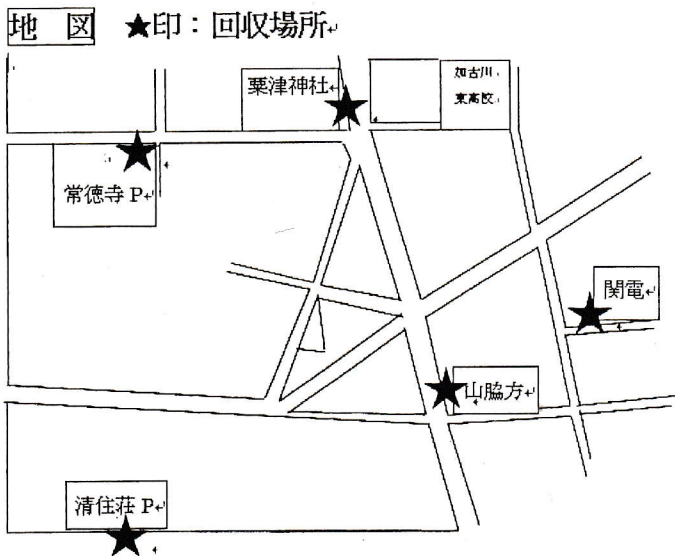 地 図 ★印：回収場所
粟津神社
加古川
東高校
常徳寺 P
関電
山脇方
清住荘 P